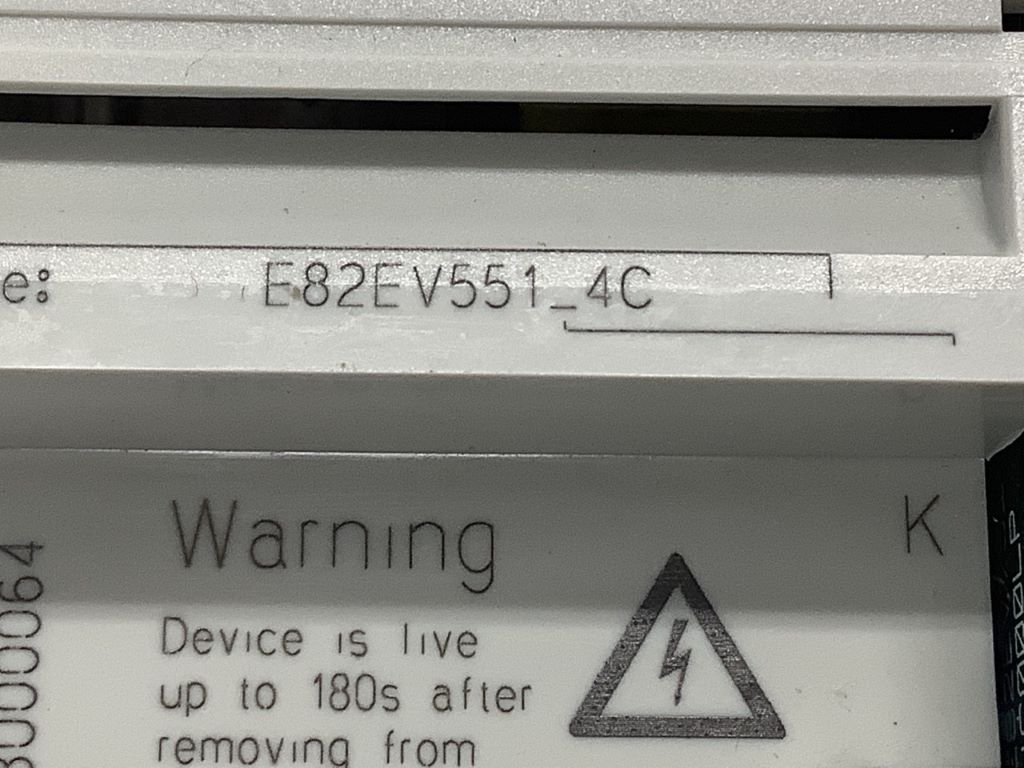 e: E82EV551_4C
Warning
K
Device is live
up to 180s after
removing from